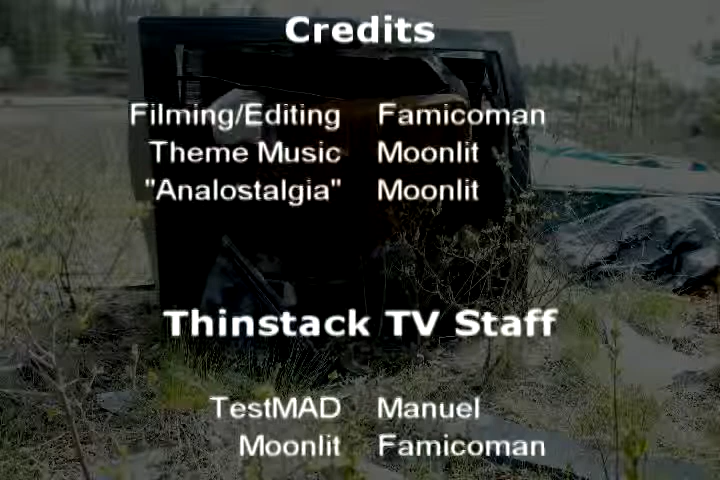 Credits
Filming/Editing Famicoman
Theme Music Moonlit
"Analostalgia" Moonlit
Thinstack TV Staff
TestMAD Manuel
Moonlit Famicoman